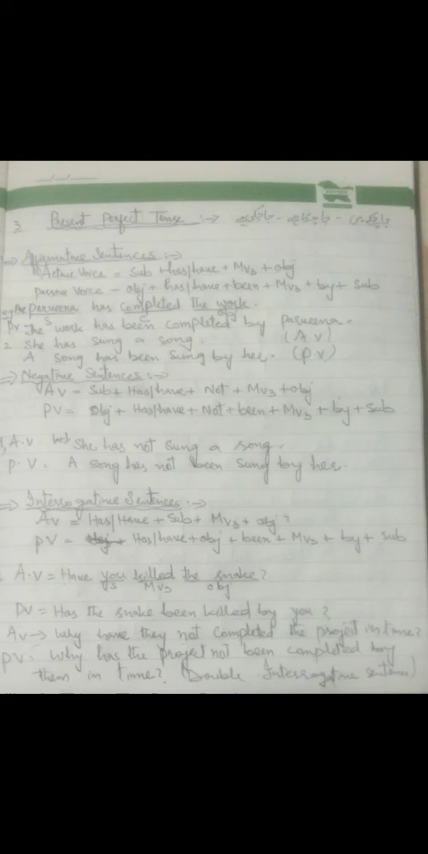 3 Present Perfect Tense :→
⇒ Affirmative Sentences :→
Active Voice = Sub + has/have + MV3 + obj
Passive Voice - obj + has/have + been + MV3 + by + Sub
Parveena has completed the work.
PV The work has been completed by Parveena.
2. She has sung a song. (A V)
A song has been sung by her. (P V)
⇒ Negative Sentences :→
AV = Sub + Has/have + Not + MV3 + obj
PV = Obj + Has/have + Not + been + MV3 + by + sub
A.V She has not sung a song.
P.V. A song has not been sung by her.
⇒ Interrogative Sentences :→
AV = Has/Have + Sub + MV3 + obj?
PV = Has/have + obj + been + MV3 + by + sub
A.V = Have you killed the snake?
S MV3 obj
PV = Has the snake been killed by you?
AV → Why have they not completed the project in time?
PV. Why has the project not been completed by
them in time? (Double Interrogative sentence)